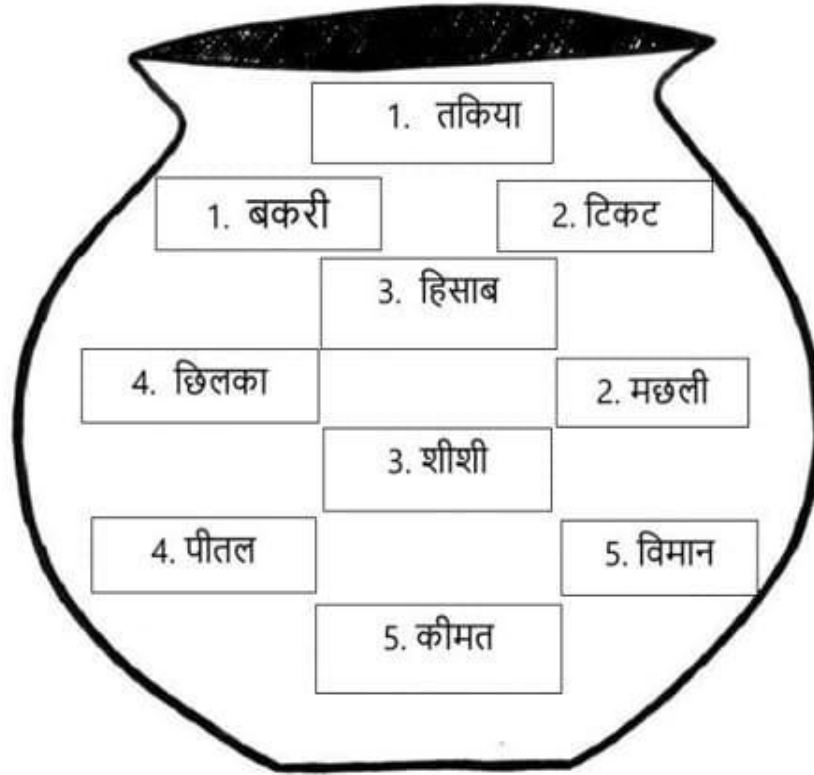 1. तकिया
1. बकरी
2. टिकट
3. हिसाब
4. छिलका
2. मछली
3. शीशी
4. पीतल
5. विमान
5. कीमत